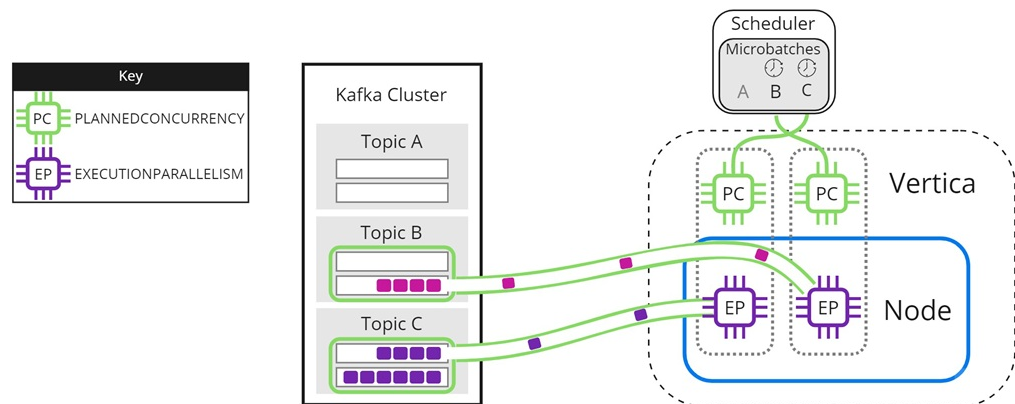 Key
PC PLANNEDCONCURRENCY
EP EXECUTIONPARALLELISM
Kafka Cluster
Topic A
Topic B
Topic C
Scheduler
Microbatches
A B C
PC PC
Vertica
EP EP
Node